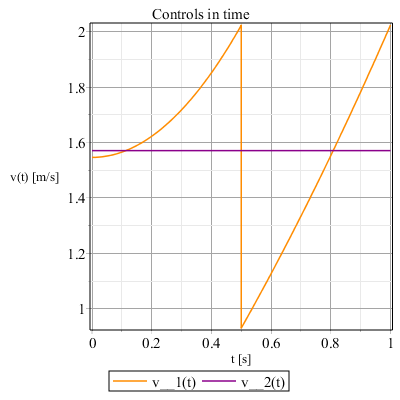 Controls in time
2
1.8
1.6
v(t) [m/s]
1.4
1.2
1
0 0.2 0.4 0.6 0.8 1
t [s]
v__1(t) v__2(t)